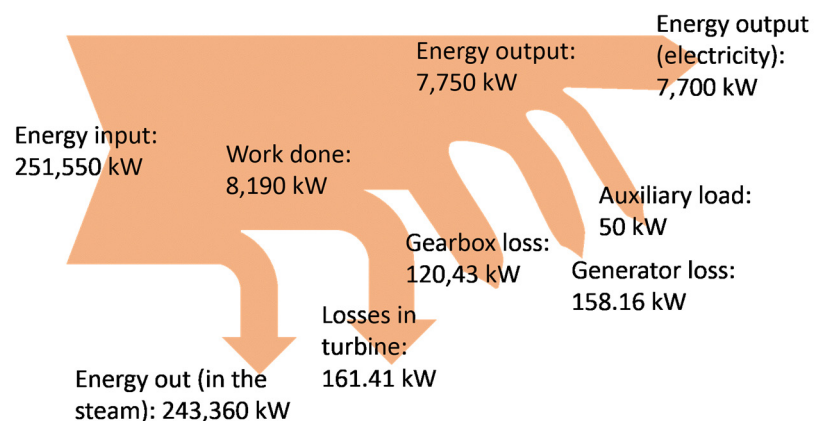 Energy output
(electricity):
7,700 kW
Energy output:
7,750 kW
Energy input:
251,550 kW
Work done:
8,190 kW
Auxiliary load:
50 kW
Gearbox loss:
120,43 kW
Generator loss:
158.16 kW
Losses in
turbine:
161.41 kW
Energy out (in the
steam): 243,360 kW